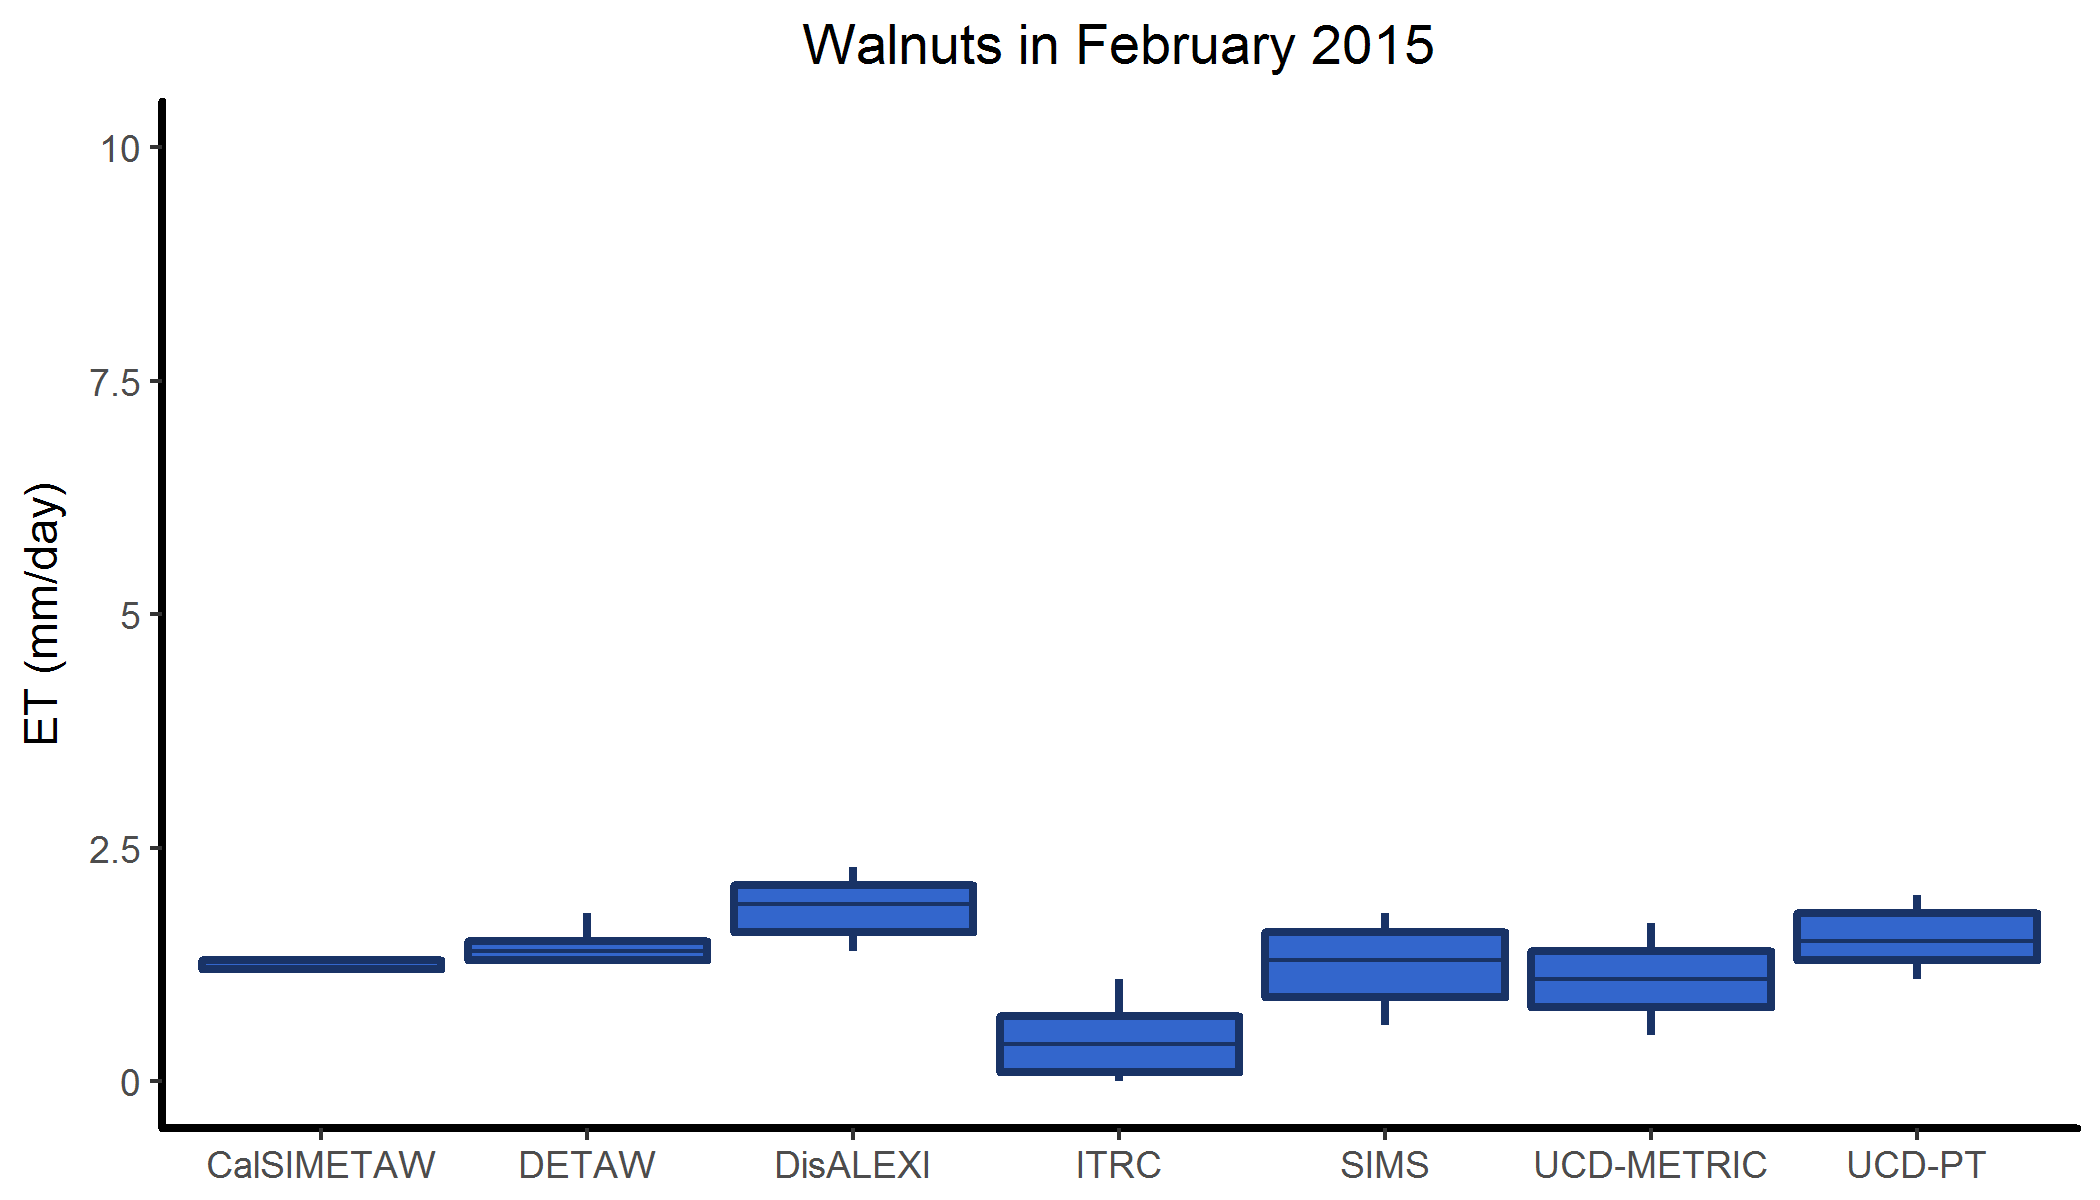 Walnuts in February 2015
ET (mm/day)
10
7.5
5
2.5
0
CalSIMETAW DETAW DisALEXI ITRC SIMS UCD-METRIC UCD-PT